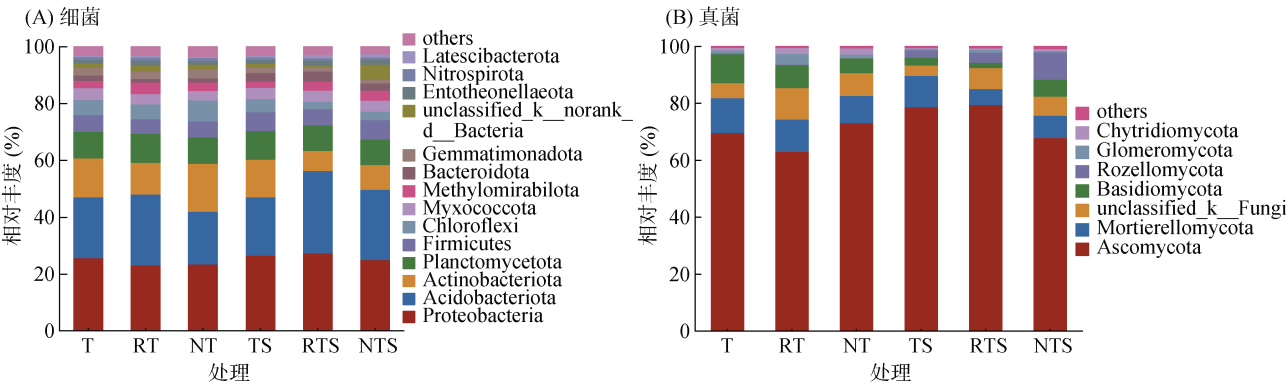 (A) 细菌
相对丰度 (%)
100
80
60
40
20
0
T RT NT TS RTS NTS
处理
others
Latescibacterota
Nitrospirota
Entotheonellaeota
unclassified_k__norank_
d__Bacteria
Gemmatimonadota
Bacteroidota
Methylomirabilota
Myxococcota
Chloroflexi
Firmicutes
Planctomycetota
Actinobacteriota
Acidobacteriota
Proteobacteria
(B) 真菌
相对丰度 (%)
100
80
60
40
20
0
T RT NT TS RTS NTS
处理
others
Chytridiomycota
Glomeromycota
Rozellomycota
Basidiomycota
unclassified_k__Fungi
Mortierellomycota
Ascomycota